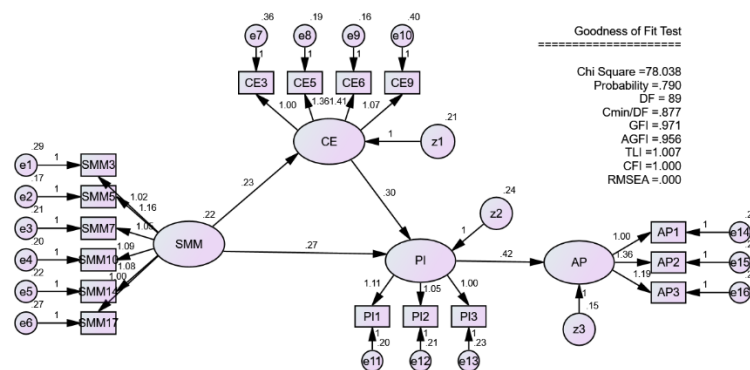 Goodness of Fit Test
=====================
Chi Square =78.038
Probability =.790
DF = 89
Cmin/DF =.877
GFI =.971
AGFI =.956
TLI =1.007
CFI =1.000
RMSEA =.000
.36 .19 .16 .40
e7 e8 e9 e10
1 1 1 1
CE3 CE5 CE6 CE9
1.00 1.36 1.41 1.07
.21
CE 1 z1
.29
e1 1 SMM3
.17
e2 1 SMM5
.21
e3 1 SMM7
.20
e4 1 SMM10
.22
e5 1 SMM14
.27
e6 1 SMM17
1.02
1.16
1.05
1.09
1.08
1.00
.22
SMM
.23
.30
.27
.24
z2
1
PI
.42
AP
1
.15
z3
1.00 AP1 1 e14
1.36 AP2 1 e15
1.19 AP3 1 e16
1.11 1.05 1.00
PI1 PI2 PI3
1 1 1
.20 .21 .23
e11 e12 e13